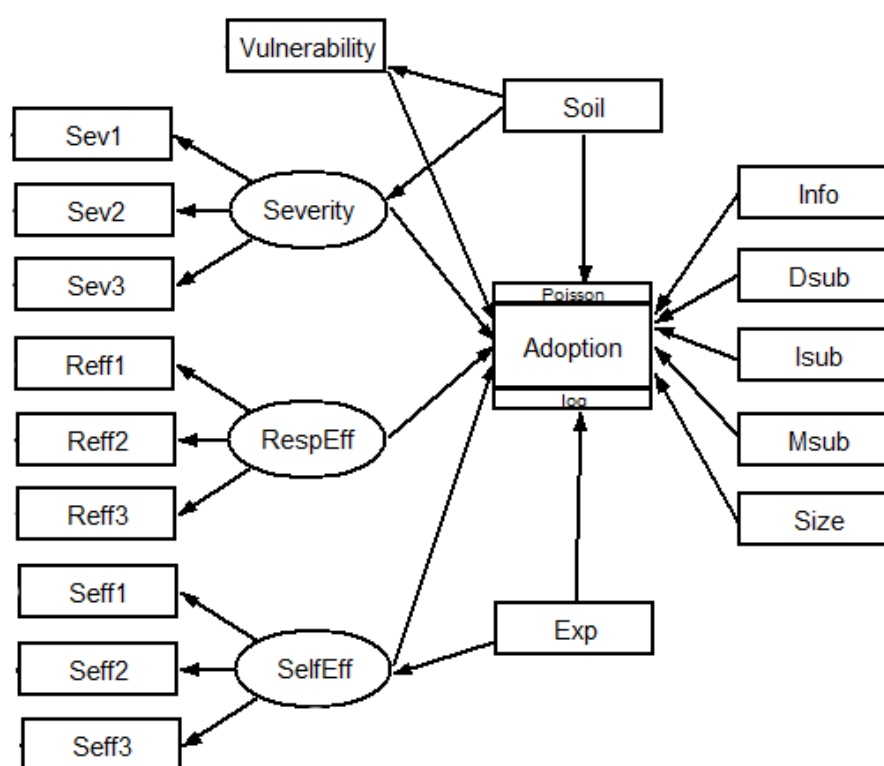 Vulnerability
Soil
Sev1
Sev2
Severity
Sev3
Info
Dsub
Poisson
Adoption
log
Isub
Msub
Size
Reff1
Reff2
RespEff
Reff3
Seff1
Seff2
SelfEff
Seff3
Exp